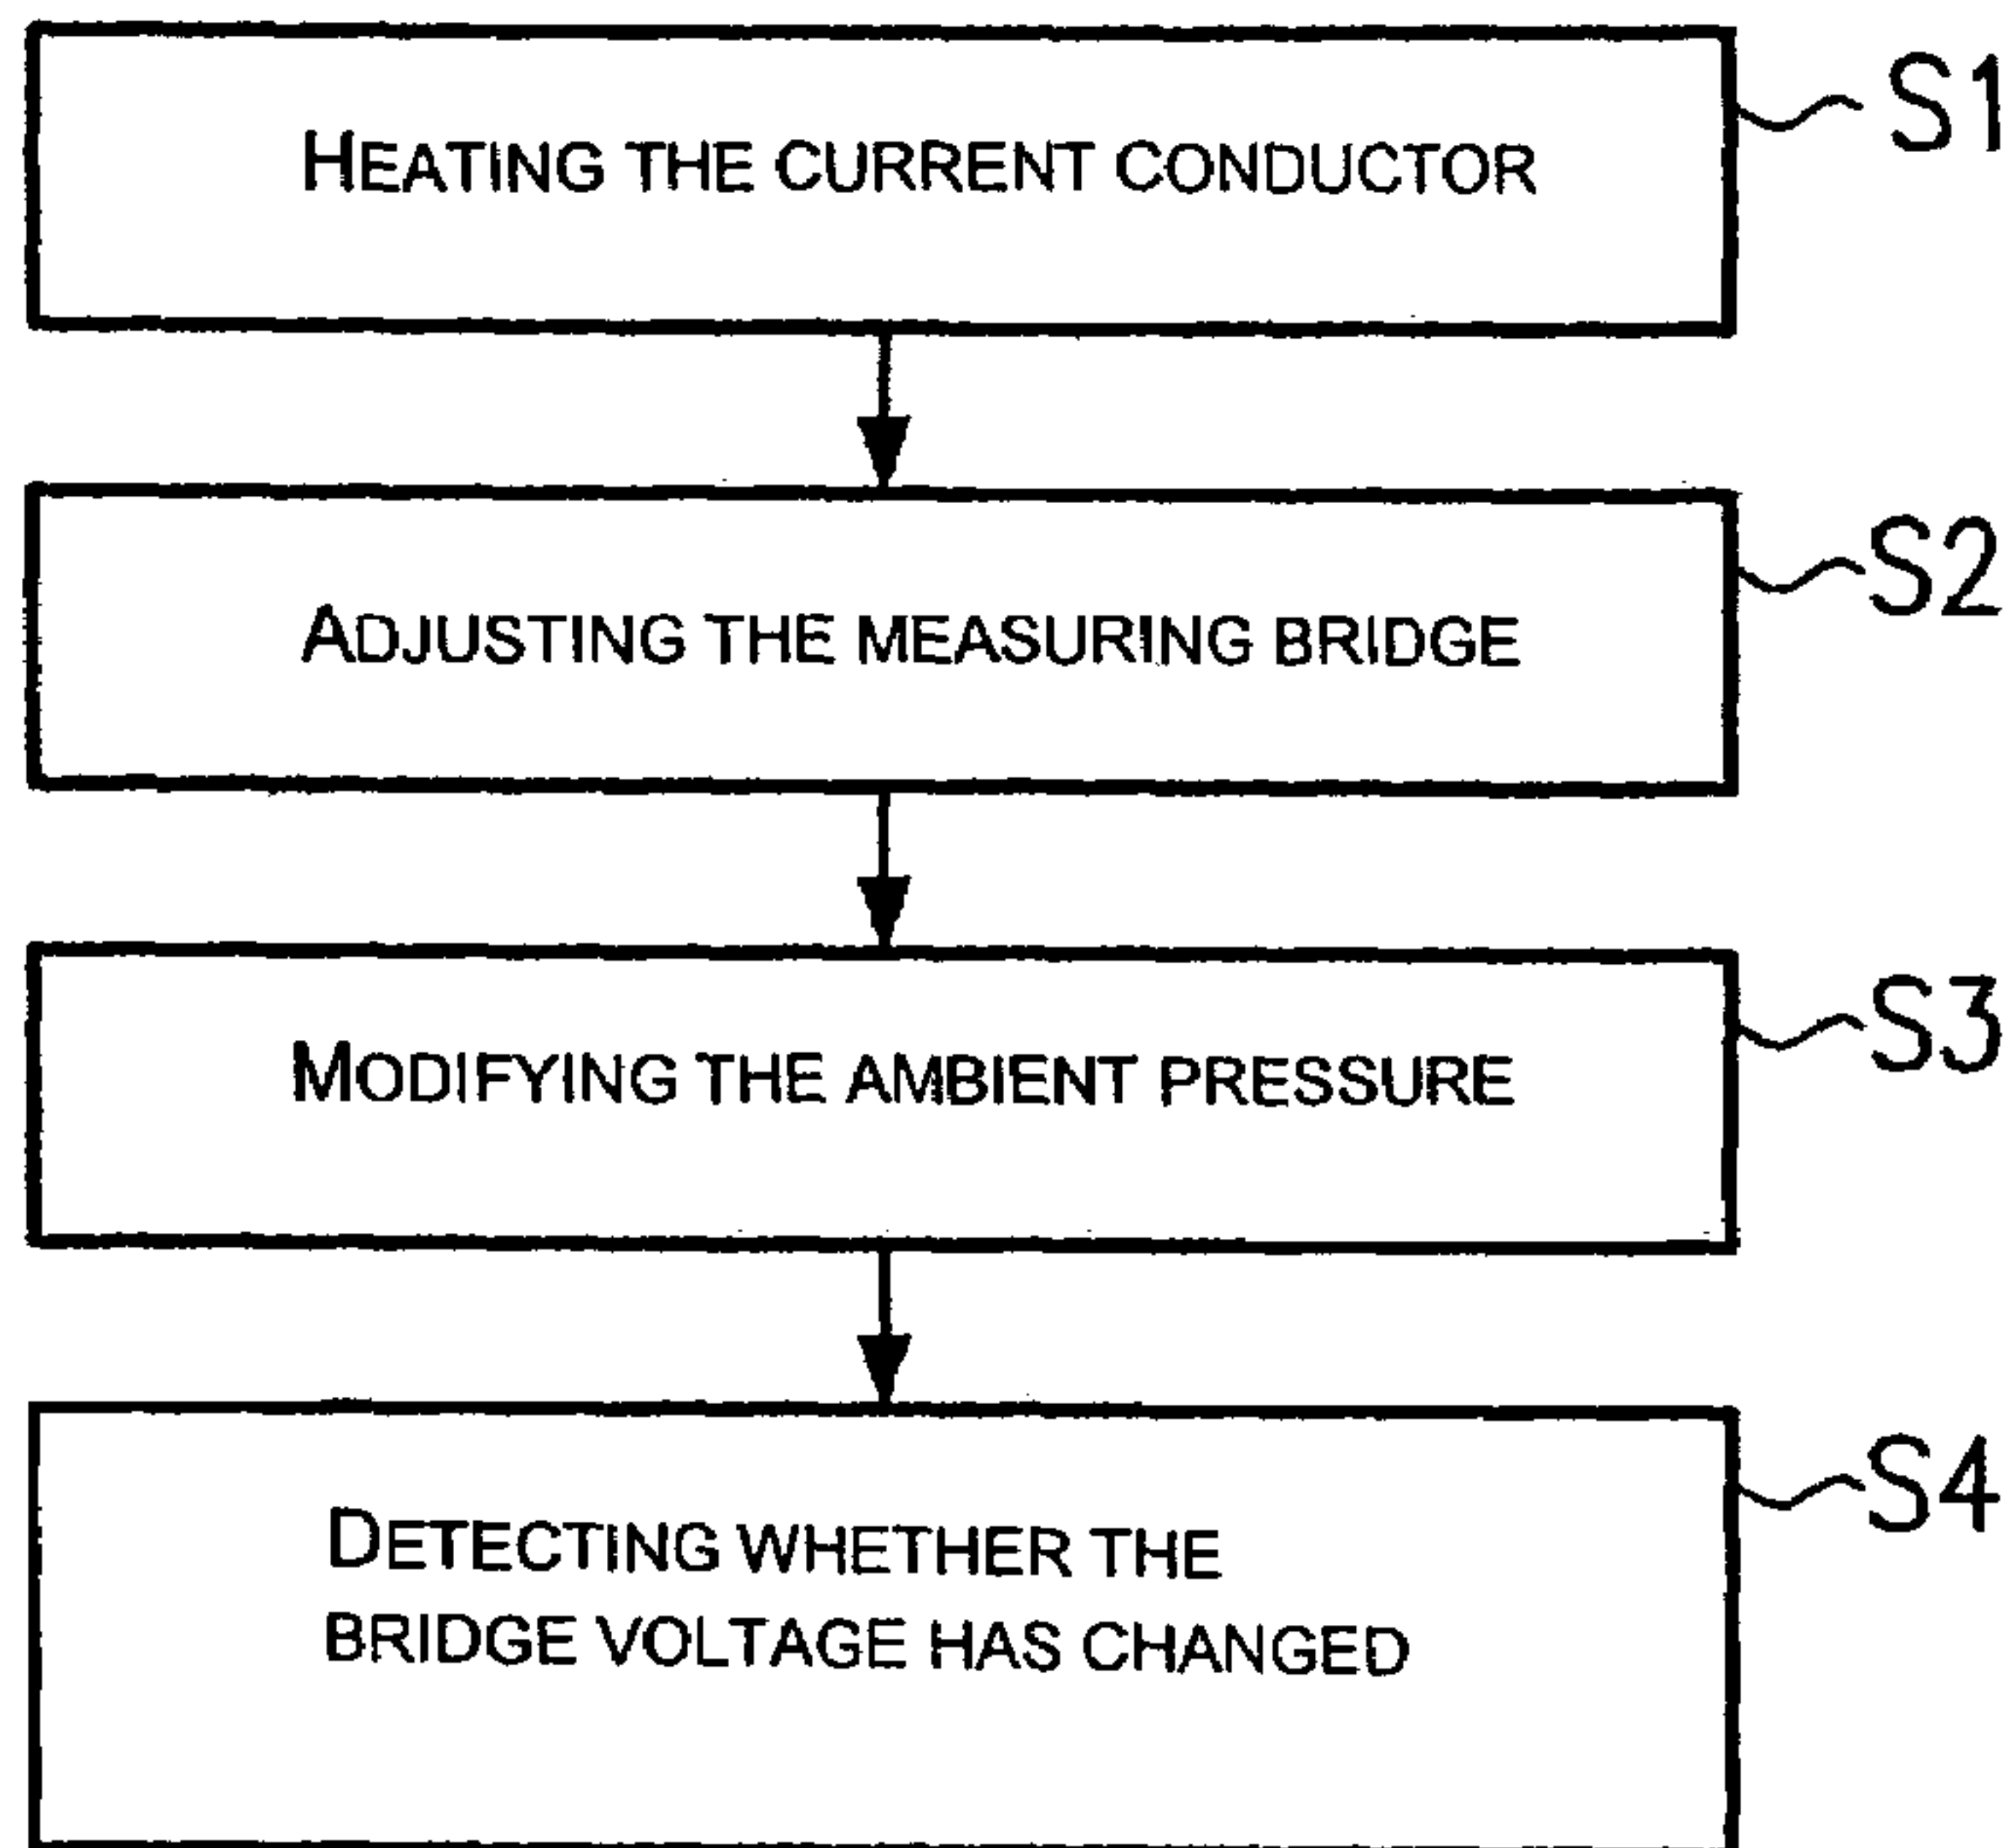 HEATING THE CURRENT CONDUCTOR
S1
ADJUSTING THE MEASURING BRIDGE
S2
MODIFYING THE AMBIENT PRESSURE
S3
DETECTING WHETHER THE
BRIDGE VOLTAGE HAS CHANGED
S4